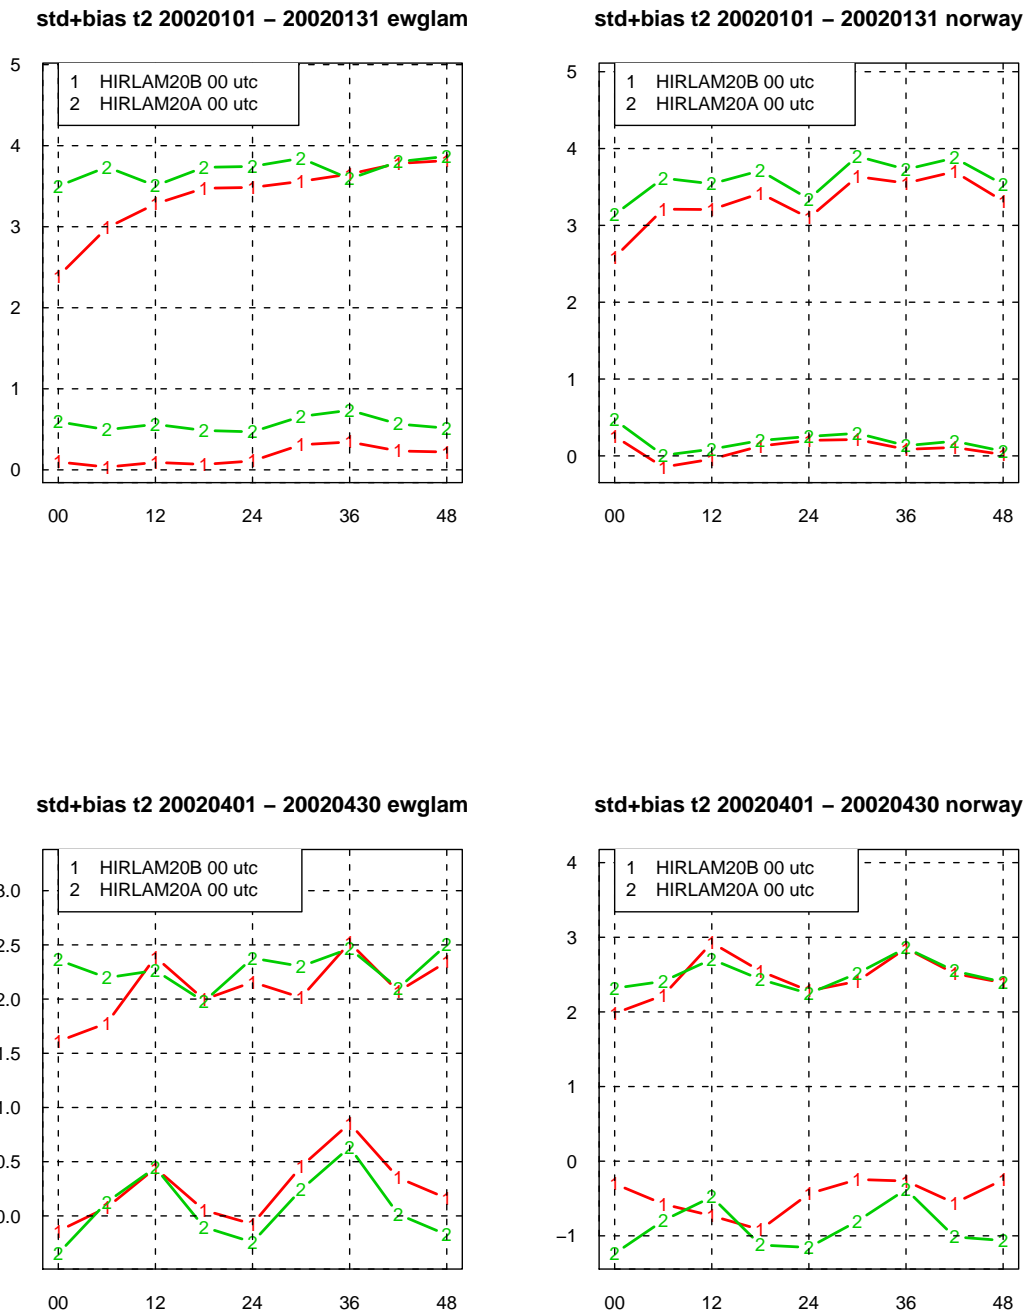 std+bias t2 20020101 – 20020131 ewglam
1 HIRLAM20B 00 utc
2 HIRLAM20A 00 utc
5
4
3
2
1
0
00 12 24 36 48
std+bias t2 20020101 – 20020131 norway
1 HIRLAM20B 00 utc
2 HIRLAM20A 00 utc
5
4
3
2
1
0
00 12 24 36 48
std+bias t2 20020401 – 20020430 ewglam
1 HIRLAM20B 00 utc
2 HIRLAM20A 00 utc
3.0
2.5
2.0
1.5
1.0
0.5
0.0
00 12 24 36 48
std+bias t2 20020401 – 20020430 norway
1 HIRLAM20B 00 utc
2 HIRLAM20A 00 utc
4
3
2
1
0
−1
00 12 24 36 48